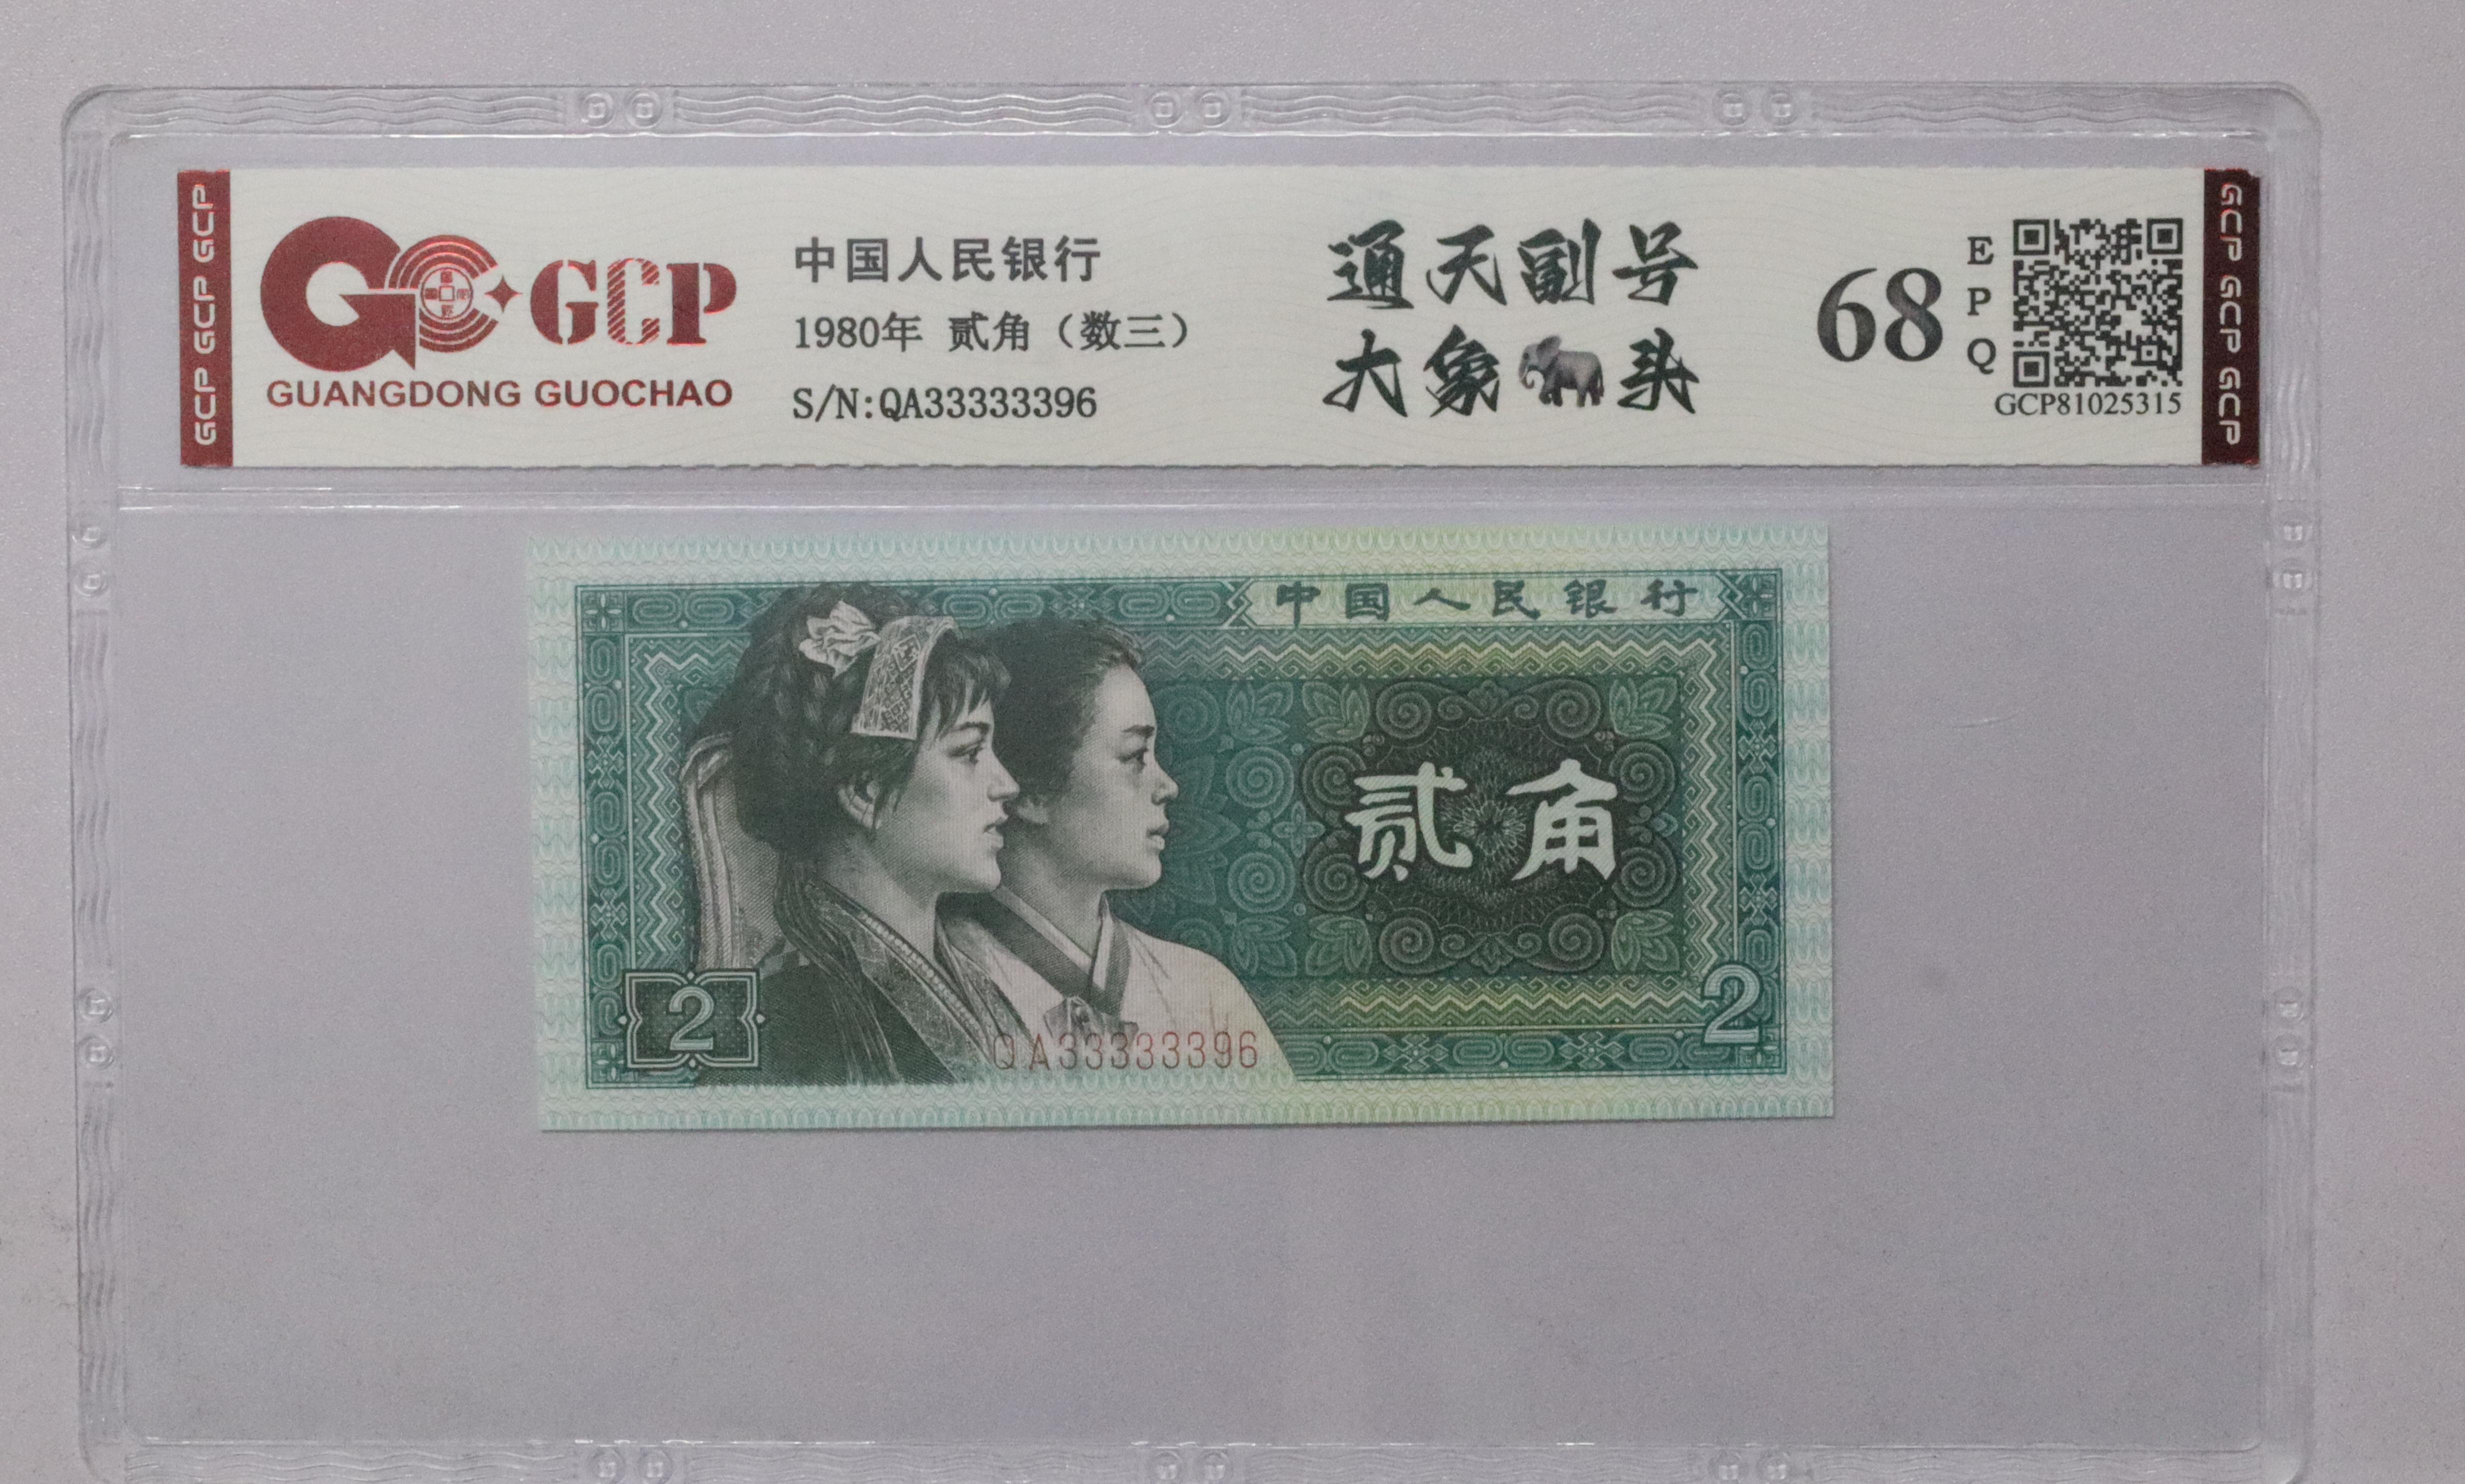 GCP GCP GCP
GCP
GUANGDONG GUOCHAO
中国人民银行
1980年 贰角（数三）
S/N:QA33333396
通天副号
大象头
68
EPQ
GCP81025315
GCP GCP GCP
中国人民银行
贰角
2
2
QA33333396